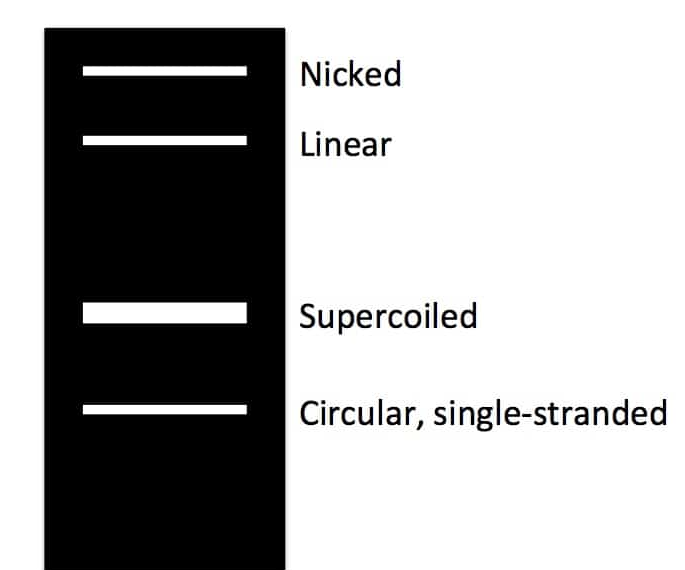 Nicked
Linear
Supercoiled
Circular, single-stranded